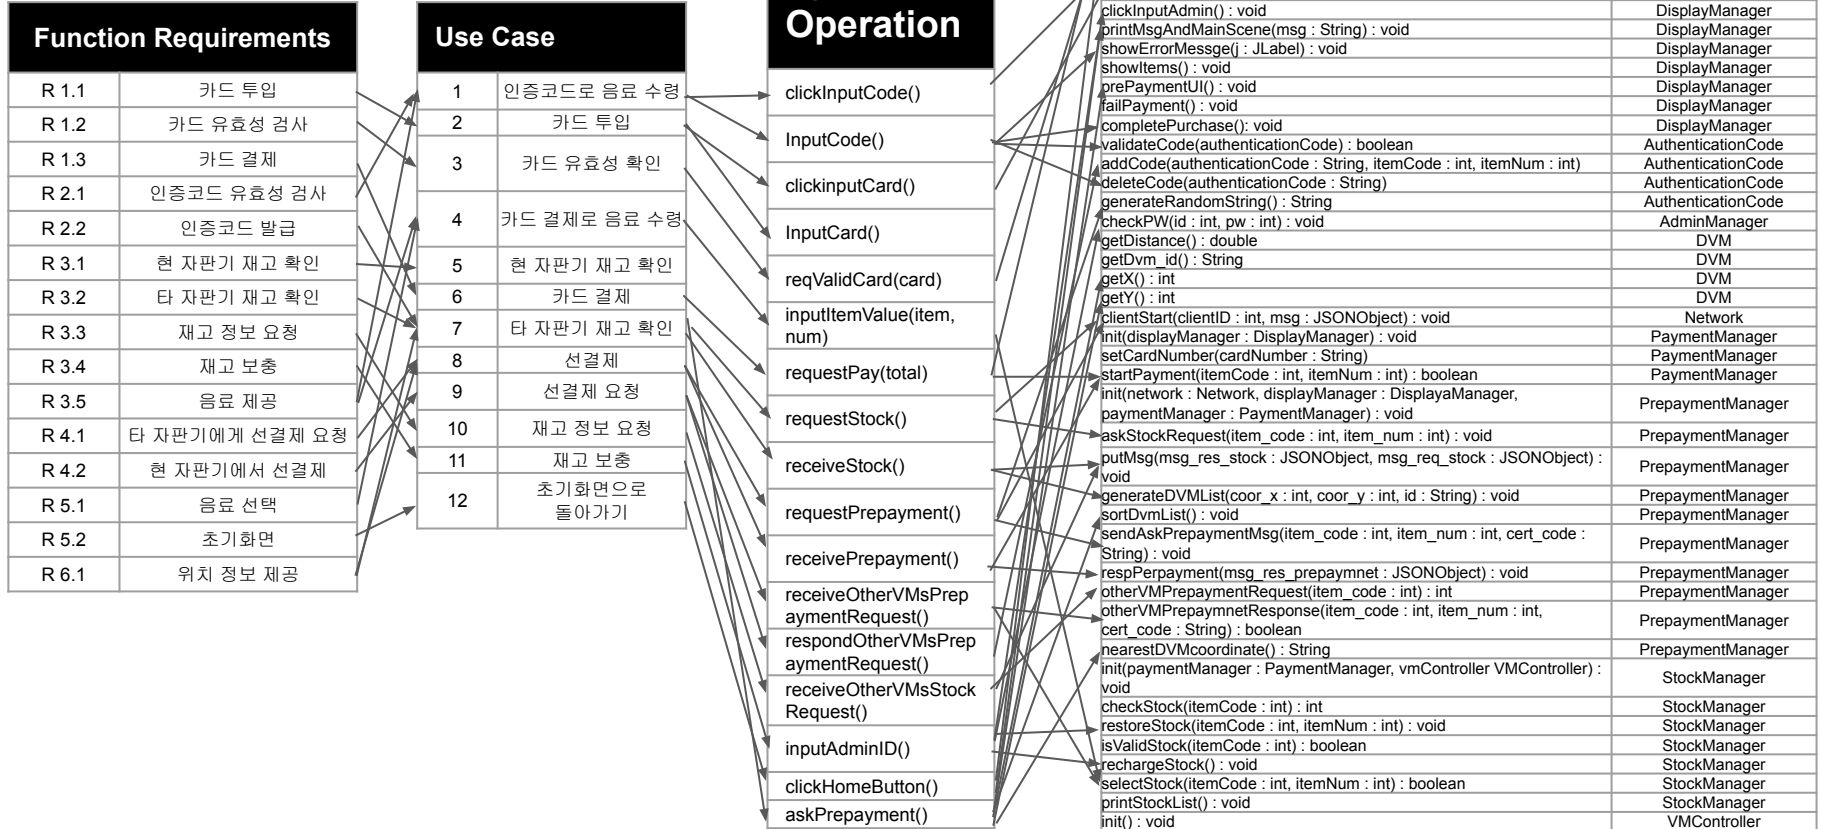 Function Requirements
R 1.1 카드 투입
R 1.2 카드 유효성 검사
R 1.3 카드 결제
R 2.1 인증코드 유효성 검사
R 2.2 인증코드 발급
R 3.1 현 자판기 재고 확인
R 3.2 타 자판기 재고 확인
R 3.3 재고 정보 요청
R 3.4 재고 보충
R 3.5 음료 제공
R 4.1 타 자판기에게 선결제 요청
R 4.2 현 자판기에서 선결제
R 5.1 음료 선택
R 5.2 초기화면
R 6.1 위치 정보 제공
Use Case
1 인증코드로 음료 수령
2 카드 투입
3 카드 유효성 확인
4 카드 결제로 음료 수령
5 현 자판기 재고 확인
6 카드 결제
7 타 자판기 재고 확인
8 선결제
9 선결제 요청
10 재고 정보 요청
11 재고 보충
12 초기화면으로
돌아가기
Operation
clickInputCode()
InputCode()
clickinputCard()
InputCard()
reqValidCard(card)
inputItemValue(item,
num)
requestPay(total)
requestStock()
receiveStock()
requestPrepayment()
receivePrepayment()
receiveOtherVMsPrep
aymentRequest()
respondOtherVMsPrep
aymentRequest()
receiveOtherVMsStock
Request()
inputAdminID()
clickHomeButton()
askPrepayment()
clickInputAdmin() : void DisplayManager
printMsgAndMainScene(msg : String) : void DisplayManager
showErrorMessge(j : JLabel) : void DisplayManager
showItems() : void DisplayManager
prePaymentUI() : void DisplayManager
failPayment() : void DisplayManager
completePurchase(): void DisplayManager
validateCode(authenticationCode) : boolean AuthenticationCode
addCode(authenticationCode : String, itemCode : int, itemNum : int) AuthenticationCode
deleteCode(authenticationCode : String) AuthenticationCode
generateRandomString() : String AuthenticationCode
checkPW(id : int, pw : int) : void AdminManager
getDistance() : double DVM
getDvm_id() : String DVM
getX() : int DVM
getY() : int DVM
clientStart(clientID : int, msg : JSONObject) : void Network
init(displayManager : DisplayManager) : void PaymentManager
setCardNumber(cardNumber : String) PaymentManager
startPayment(itemCode : int, itemNum : int) : boolean PaymentManager
init(network : Network, displayManager : DisplayaManager,
paymentManager : PaymentManager) : void PrepaymentManager
askStockRequest(item_code : int, item_num : int) : void PrepaymentManager
putMsg(msg_res_stock : JSONObject, msg_req_stock : JSONObject) :
void PrepaymentManager
generateDVMList(coor_x : int, coor_y : int, id : String) : void PrepaymentManager
sortDvmList() : void PrepaymentManager
sendAskPrepaymentMsg(item_code : int, item_num : int, cert_code :
String) : void PrepaymentManager
respPerpayment(msg_res_prepaymnet : JSONObject) : void PrepaymentManager
otherVMPrepaymentRequest(item_code : int) : int PrepaymentManager
otherVMPrepaymnetResponse(item_code : int, item_num : int,
cert_code : String) : boolean PrepaymentManager
nearestDVMcoordinate() : String PrepaymentManager
init(paymentManager : PaymentManager, vmController VMController) :
void StockManager
checkStock(itemCode : int) : int StockManager
restoreStock(itemCode : int, itemNum : int) : void StockManager
isValidStock(itemCode : int) : boolean StockManager
rechargeStock() : void StockManager
selectStock(itemCode : int, itemNum : int) : boolean StockManager
printStockList() : void StockManager
init() : void VMController